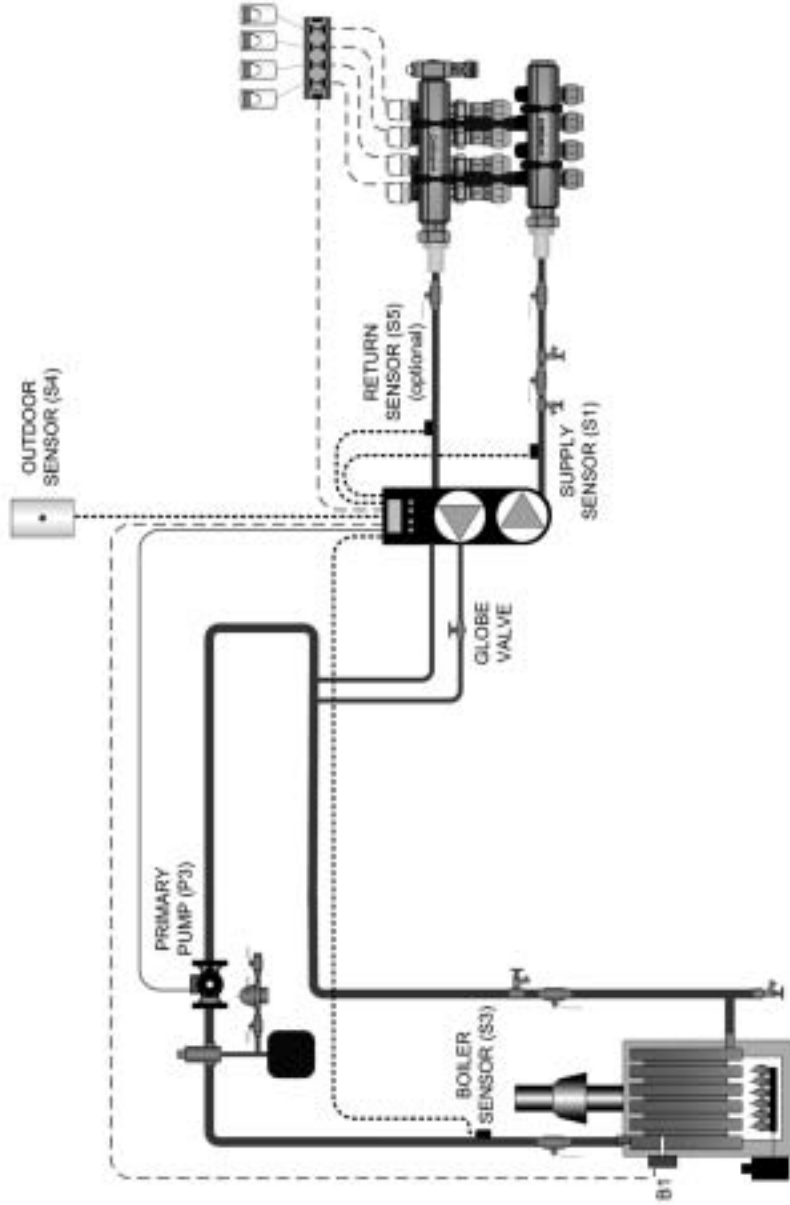 OUTDOOR
SENSOR (S4)
RETURN
SENSOR (S5)
(optional)
SUPPLY
SENSOR (S1)
GLOBE
VALVE
PRIMARY
PUMP (P3)
BOILER
SENSOR (S3)
B1